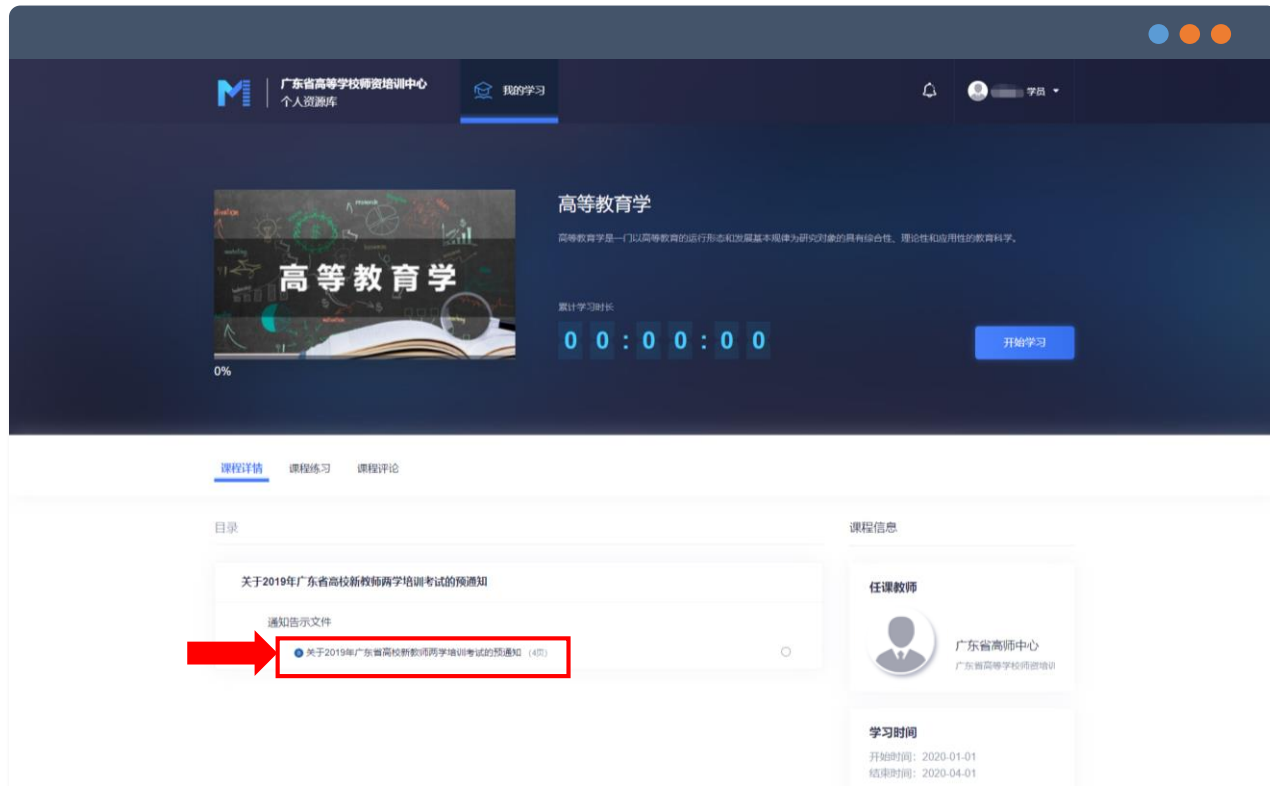 广东省高等学校师资培训中心
个人资源库
我的学习
学员
高等教育学
高等教育学
高等教育学是一门以高等教育的运行形态和发展基本规律为研究对象的具有综合性、理论性和应用性的教育科学。
累计学习时长
00:00:00
开始学习
0%
课程详情 课程练习 课程评论
目录
课程信息
关于2019年广东省高校新教师两学培训考试的预通知
任课教师
通知告示文件
关于2019年广东省高校新教师两学培训考试的预通知 (4页)
广东省高师中心
广东省高等学校师资培训
学习时间
开始时间：2020-01-01
结束时间：2020-04-01